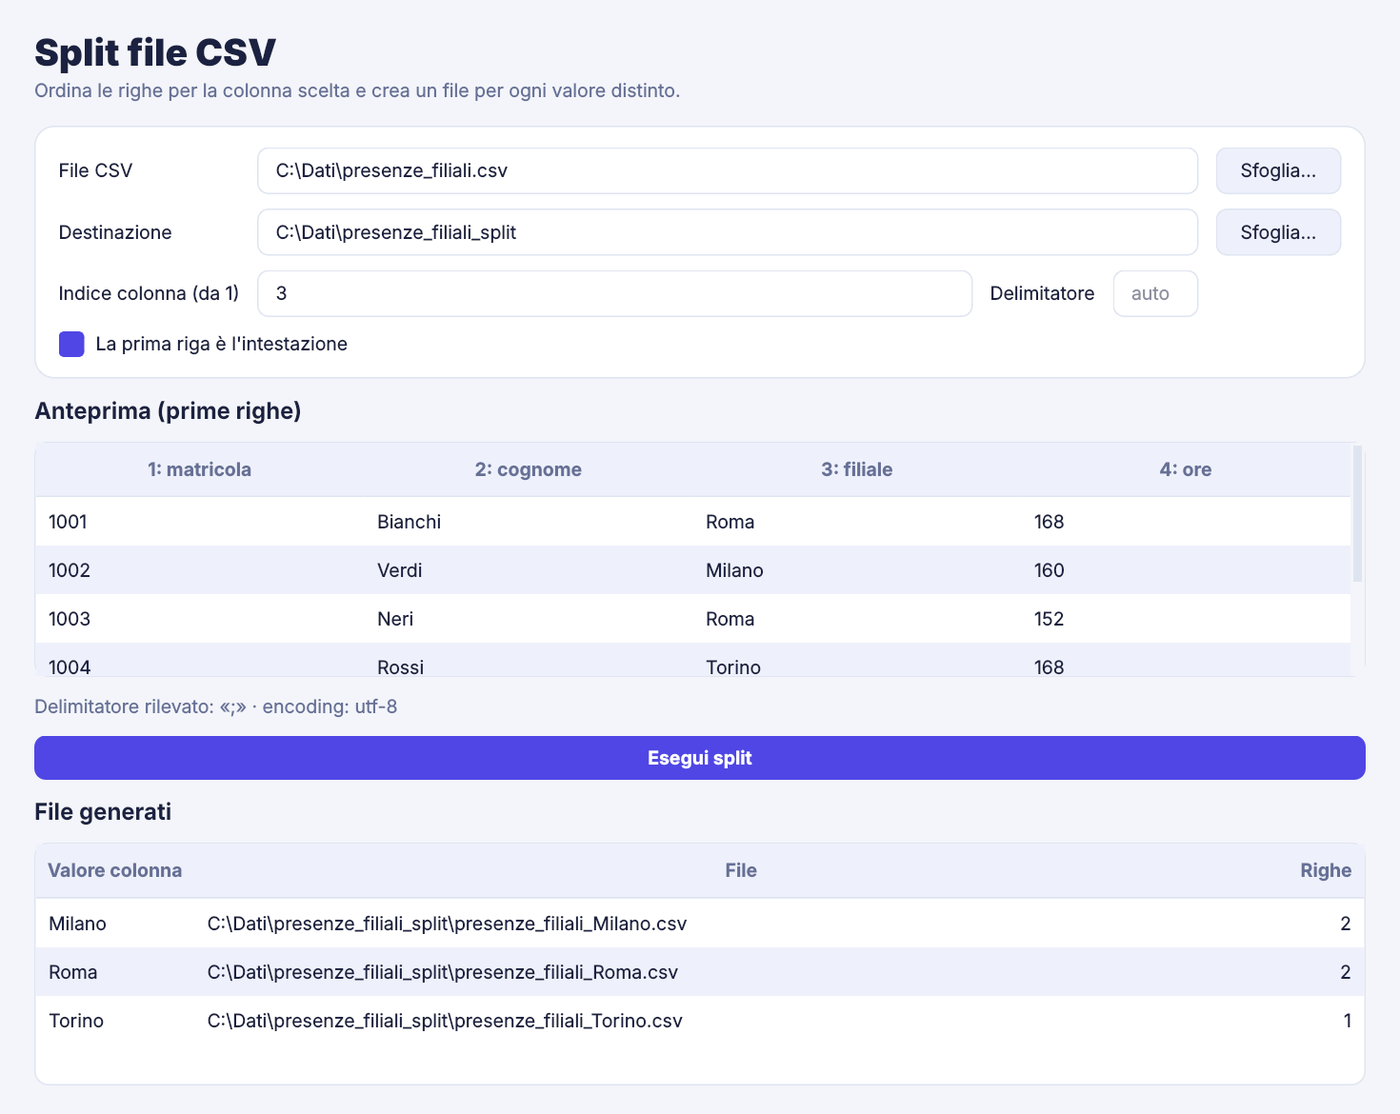 Split file CSV
Ordina le righe per la colonna scelta e crea un file per ogni valore distinto.
File CSV C:\Dati\presenze_filiali.csv Sfoglia...
Destinazione C:\Dati\presenze_filiali_split Sfoglia...
Indice colonna (da 1) 3 Delimitatore auto
La prima riga è l'intestazione
Anteprima (prime righe)
1: matricola 2: cognome 3: filiale 4: ore
1001 Bianchi Roma 168
1002 Verdi Milano 160
1003 Neri Roma 152
1004 Rossi Torino 168
Delimitatore rilevato: «;» · encoding: utf-8
Esegui split
File generati
Valore colonna File Righe
Milano C:\Dati\presenze_filiali_split\presenze_filiali_Milano.csv 2
Roma C:\Dati\presenze_filiali_split\presenze_filiali_Roma.csv 2
Torino C:\Dati\presenze_filiali_split\presenze_filiali_Torino.csv 1